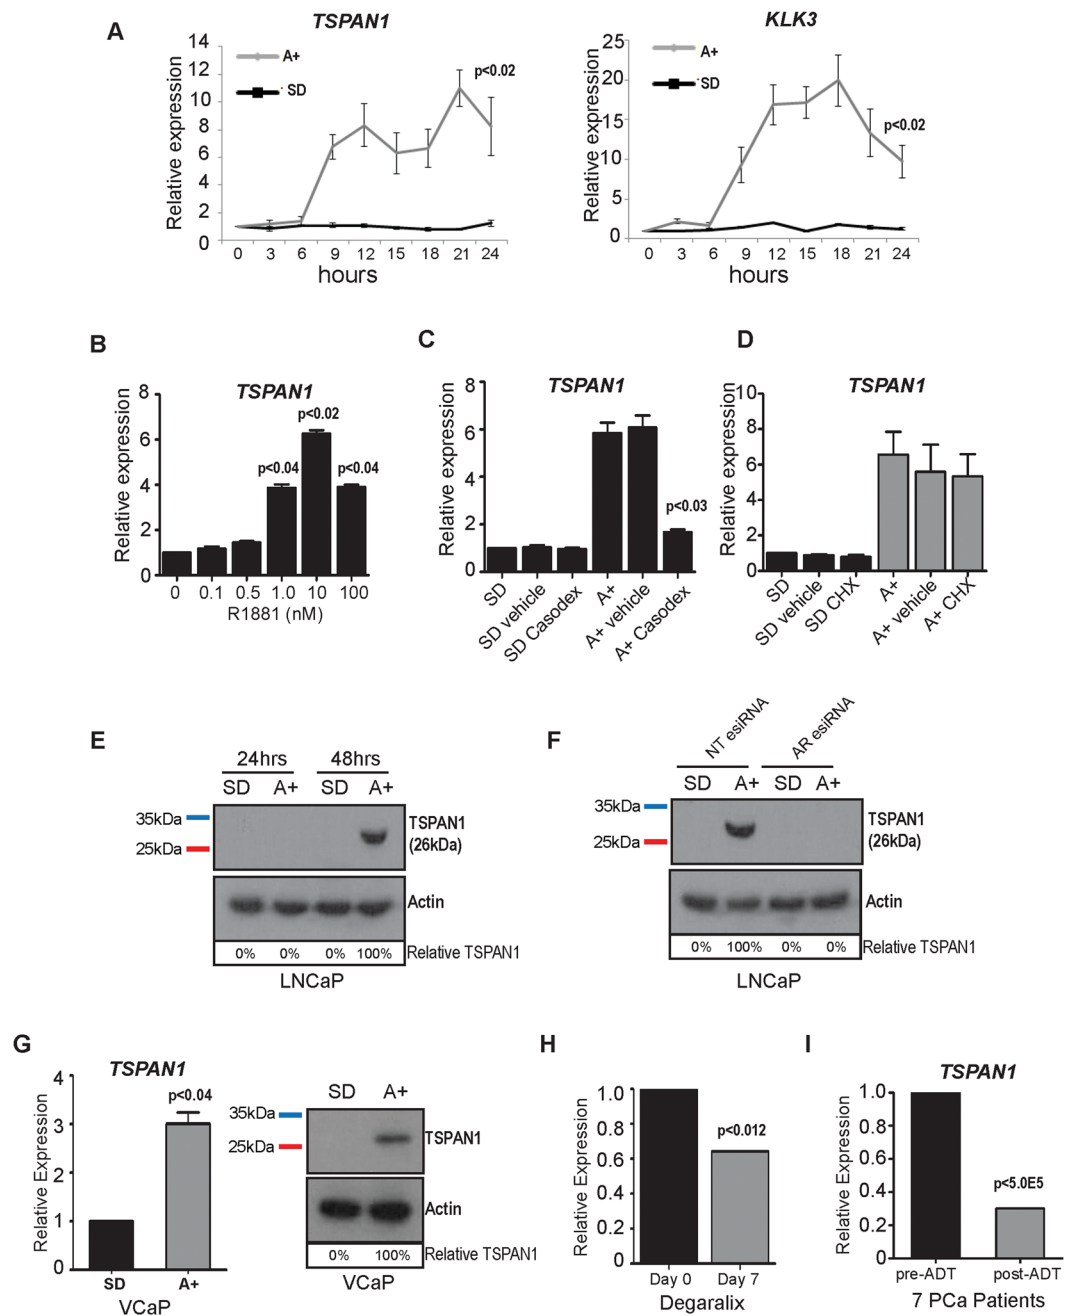 A
TSPAN1
Relative expression
14
12
10
8
6
4
2
0
A+
SD
p<0.02
0 3 6 9 12 15 18 21 24
hours
KLK3
Relative expression
25
20
15
10
5
0
A+
SD
p<0.02
0 3 6 9 12 15 18 21 24
hours
B
TSPAN1
Relative expression
8
6
4
2
0
p<0.04
p<0.02
p<0.04
0 0.1 0.5 1.0 10 100
R1881 (nM)
C
TSPAN1
Relative expression
8
6
4
2
0
p<0.03
SD
SD vehicle
SD Casodex
A+
A+ vehicle
A+ Casodex
D
TSPAN1
Relative expression
10
8
6
4
2
0
SD
SD vehicle
SD CHX
A+
A+ vehicle
A+ CHX
E
24hrs 48hrs
SD A+ SD A+
35kDa
25kDa
TSPAN1
(26kDa)
Actin
0% 0% 0% 100% Relative TSPAN1
LNCaP
F
NT esiRNA AR esiRNA
SD A+ SD A+
35kDa
25kDa
TSPAN1
(26kDa)
Actin
0% 100% 0% 0% Relative TSPAN1
LNCaP
G
TSPAN1
Relative Expression
4
3
2
1
0
p<0.04
SD A+
VCaP
SD A+
35kDa
25kDa
TSPAN1
Actin
0% 100% Relative TSPAN1
VCaP
H
Relative Expression
1.0
0.8
0.6
0.4
0.2
0
p<0.012
Day 0 Day 7
Degaralix
I
TSPAN1
Relative Expression
1.0
0.8
0.6
0.4
0.2
0
p<5.0E5
pre-ADT post-ADT
7 PCa Patients